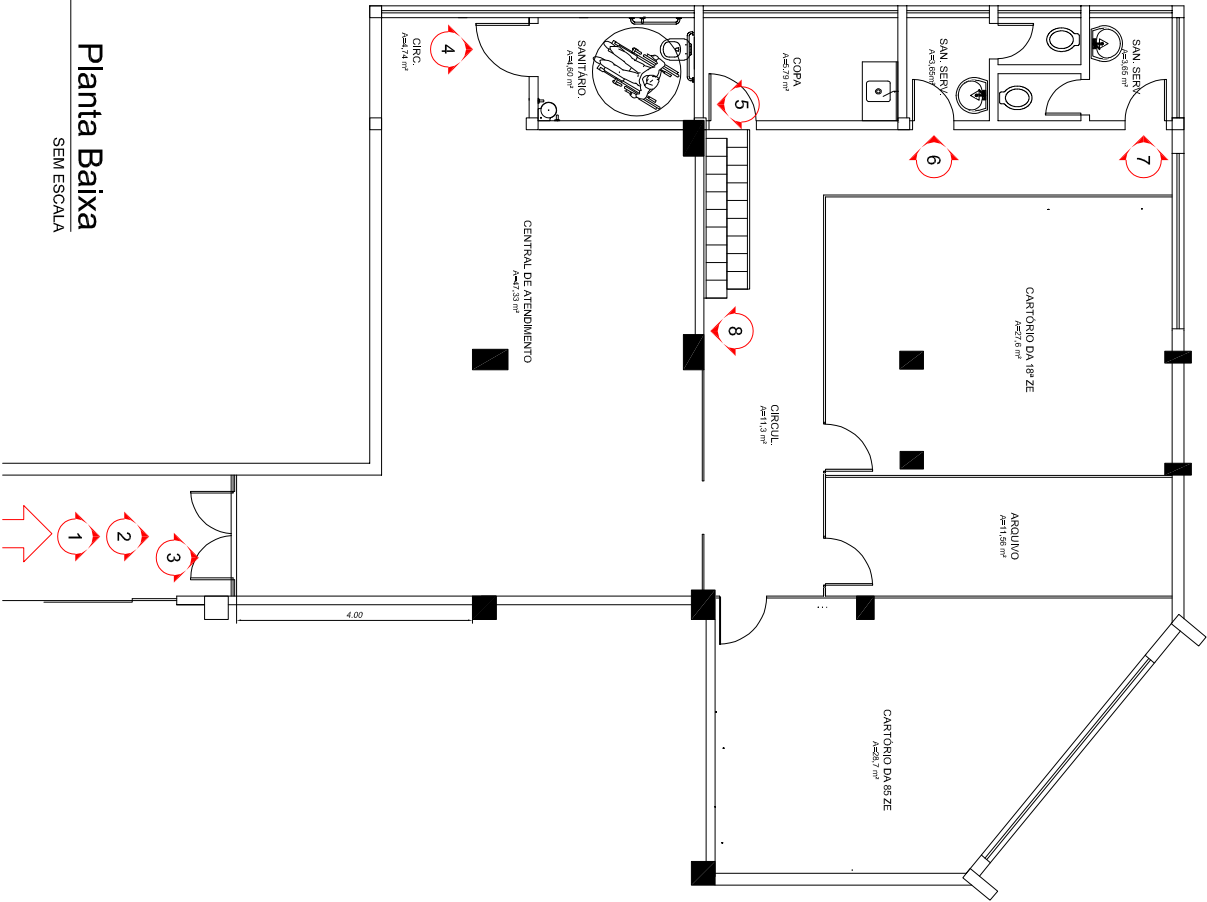 SAN. SERV.
A=3,65 m²
7
CARTÓRIO DA 18ª ZE
A=27,6 m²
ARQUIVO
A=11,56 m²
SAN. SERV.
A=3,65m²
6
CARTÓRIO DA 85 ZE
A=28,7 m²
COPA
A=5,79 m²
CIRCUL.
A=11,3 m²
5
8
SANITÁRIO.
A=4,60 m²
CENTRAL DE ATENDIMENTO
A=47,33 m²
4
CIRC.
A=4,74 m²
4.00
3
2
1
Planta Baixa
SEM ESCALA